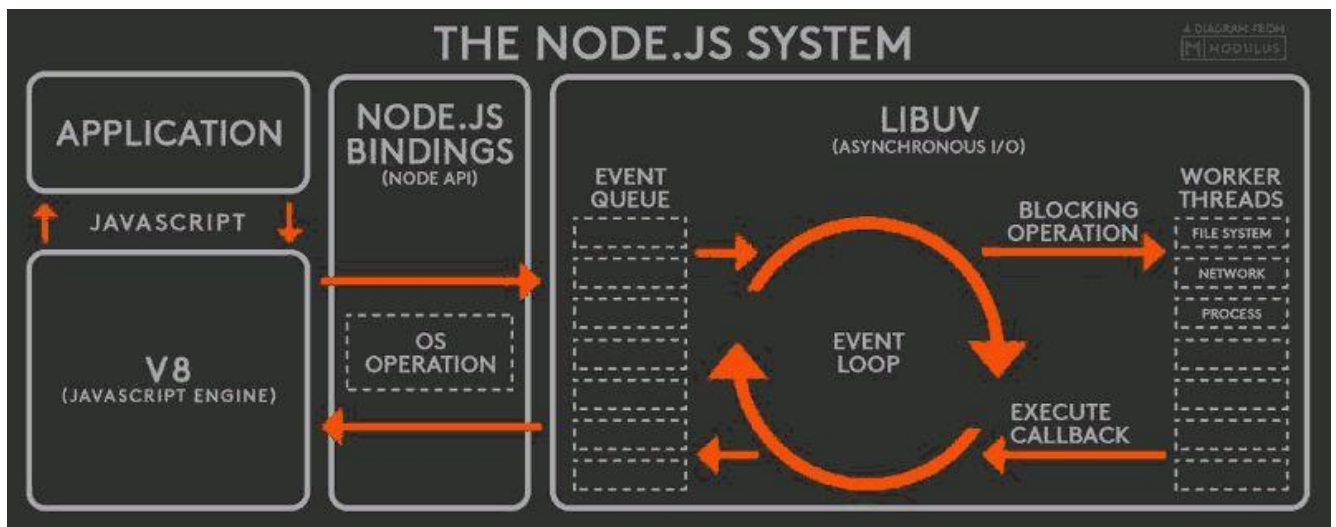 THE NODE.JS SYSTEM
A DIAGRAM FROM
MODULUS
APPLICATION
JAVASCRIPT
V8
(JAVASCRIPT ENGINE)
NODE.JS
BINDINGS
(NODE API)
OS
OPERATION
LIBUV
(ASYNCHRONOUS I/O)
EVENT
QUEUE
EVENT
LOOP
BLOCKING
OPERATION
EXECUTE
CALLBACK
WORKER
THREADS
FILE SYSTEM
NETWORK
PROCESS